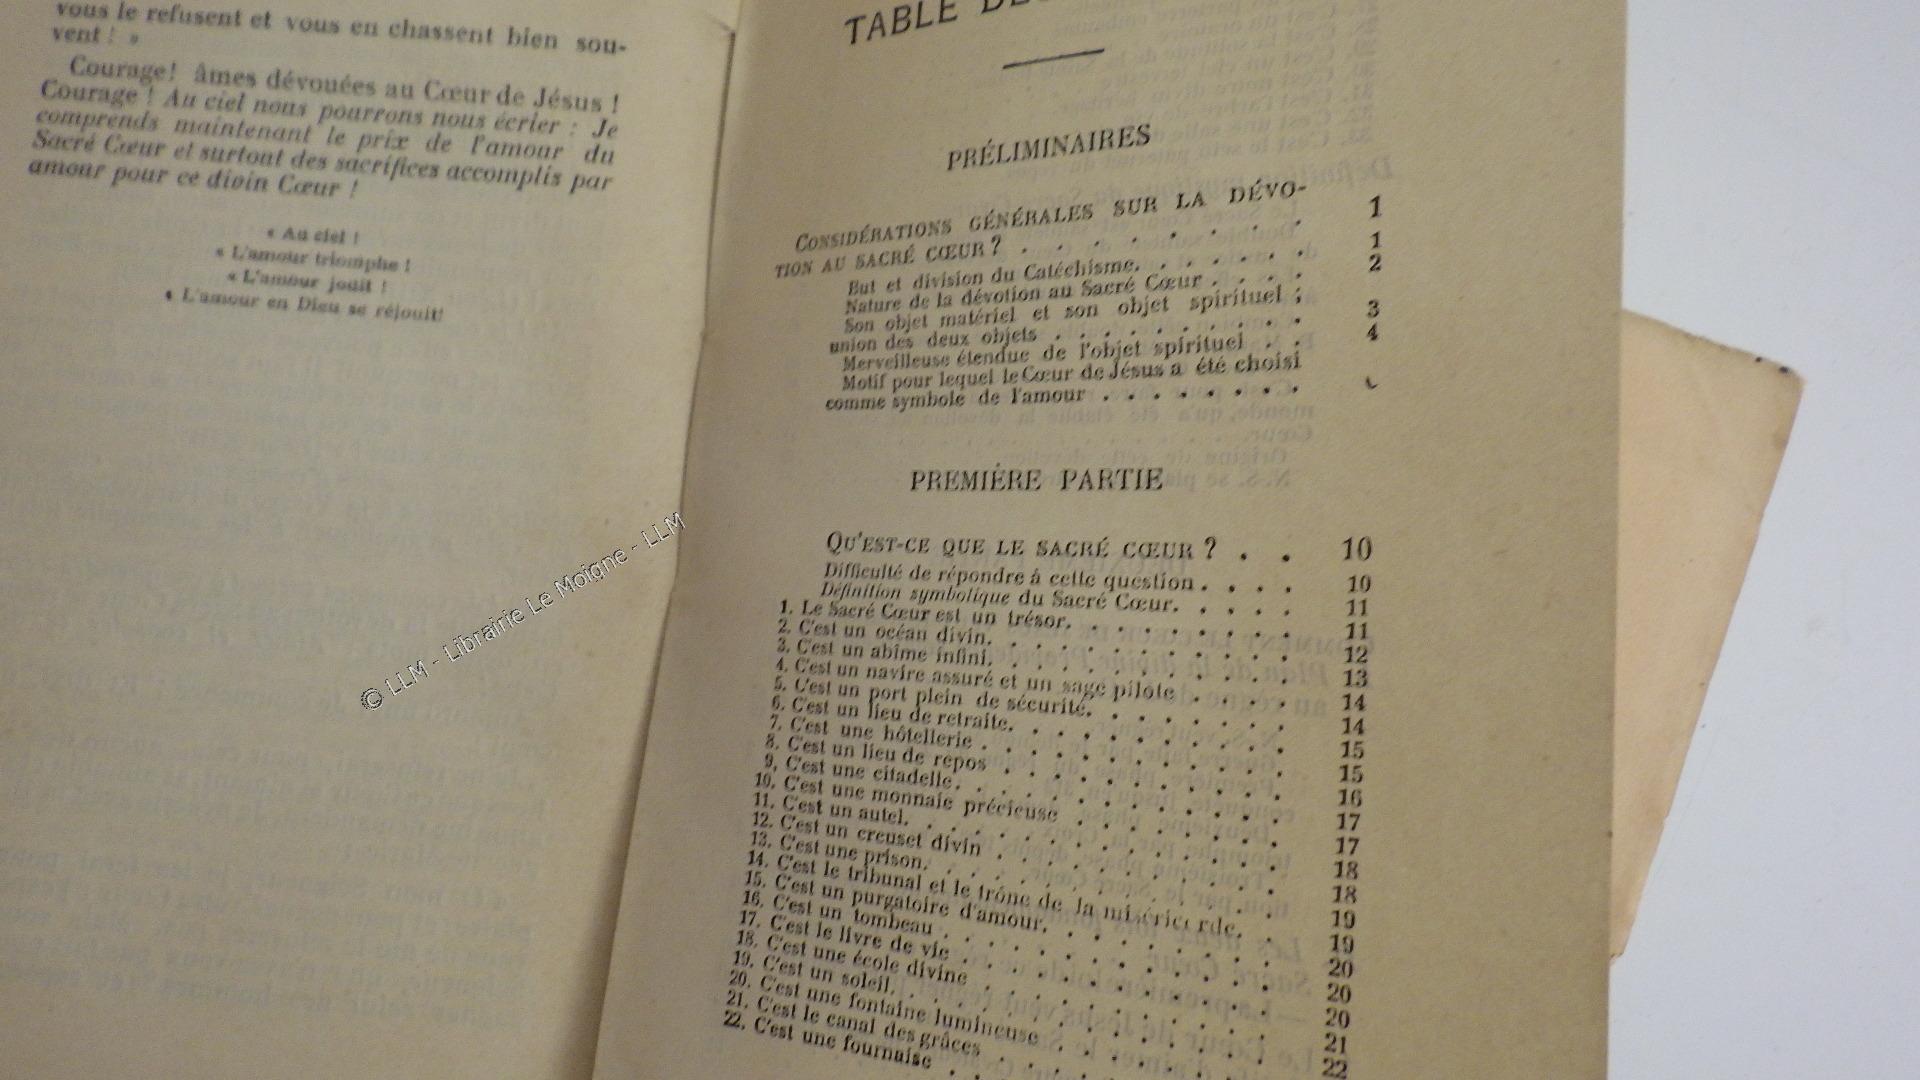 vous le refusent et vous en chassent bien sou-
vent ! »
Courage ! âmes dévouées au Cœur de Jésus !
Courage ! Au ciel nous pourrons nous écrier : Je
comprends maintenant le prix de l'amour du
Sacré Cœur et surtout des sacrifices accomplis par
amour pour ce divin Cœur !
« Au ciel !
« L'amour triomphe !
« L'amour jouit !
« L'amour en Dieu se réjouit!
TABLE
PRÉLIMINAIRES
CONSIDÉRATIONS GÉNÉRALES SUR LA DÉVO-
TION AU SACRÉ CŒUR ? . . . . . . . 1
But et division du Catéchisme. . . . . . 1
Nature de la dévotion au Sacré Cœur . . . . 2
Son objet matériel et son objet spirituel ;
union des deux objets . . . . . . . . 3
Merveilleuse étendue de l'objet spirituel . . 4
Motif pour lequel le Cœur de Jésus a été choisi
comme symbole de l'amour . . . . . . . .
PREMIÈRE PARTIE
QU'EST-CE QUE LE SACRÉ CŒUR ? . . 10
Difficulté de répondre à cette question . . . . 10
Définition symbolique du Sacré Cœur. . . . . 11
1. Le Sacré Cœur est un trésor. . . . . . . 11
2. C'est un océan divin. . . . . . . . . 12
3. C'est un abîme infini. . . . . . . . . 13
4. C'est un navire assuré et un sage pilote . . . . 14
5. C'est un port plein de sécurité. . . . . . . 14
6. C'est un lieu de retraite. . . . . . . . . 15
7. C'est une hôtellerie . . . . . . . . . 15
8. C'est un lieu de repos . . . . . . . . . 16
9. C'est une citadelle. . . . . . . . . . 17
10. C'est une monnaie précieuse . . . . . . . 17
11. C'est un autel. . . . . . . . . . . 18
12. C'est un creuset divin . . . . . . . . . 18
13. C'est une prison. . . . . . . . . . . 19
14. C'est le tribunal et le trône de la miséricorde. . 19
15. C'est un purgatoire d'amour. . . . . . . . 20
16. C'est un tombeau . . . . . . . . . . 20
17. C'est le livre de vie . . . . . . . . . 20
18. C'est une école divine . . . . . . . . . 21
19. C'est un soleil. . . . . . . . . . . 22
20. C'est une fontaine lumineuse . . . . . . .
21. C'est le canal des grâces . . . . . . . .
22. C'est une fournaise . . . . . . . . .
© LLM - Librairie Le Moigne - LLM